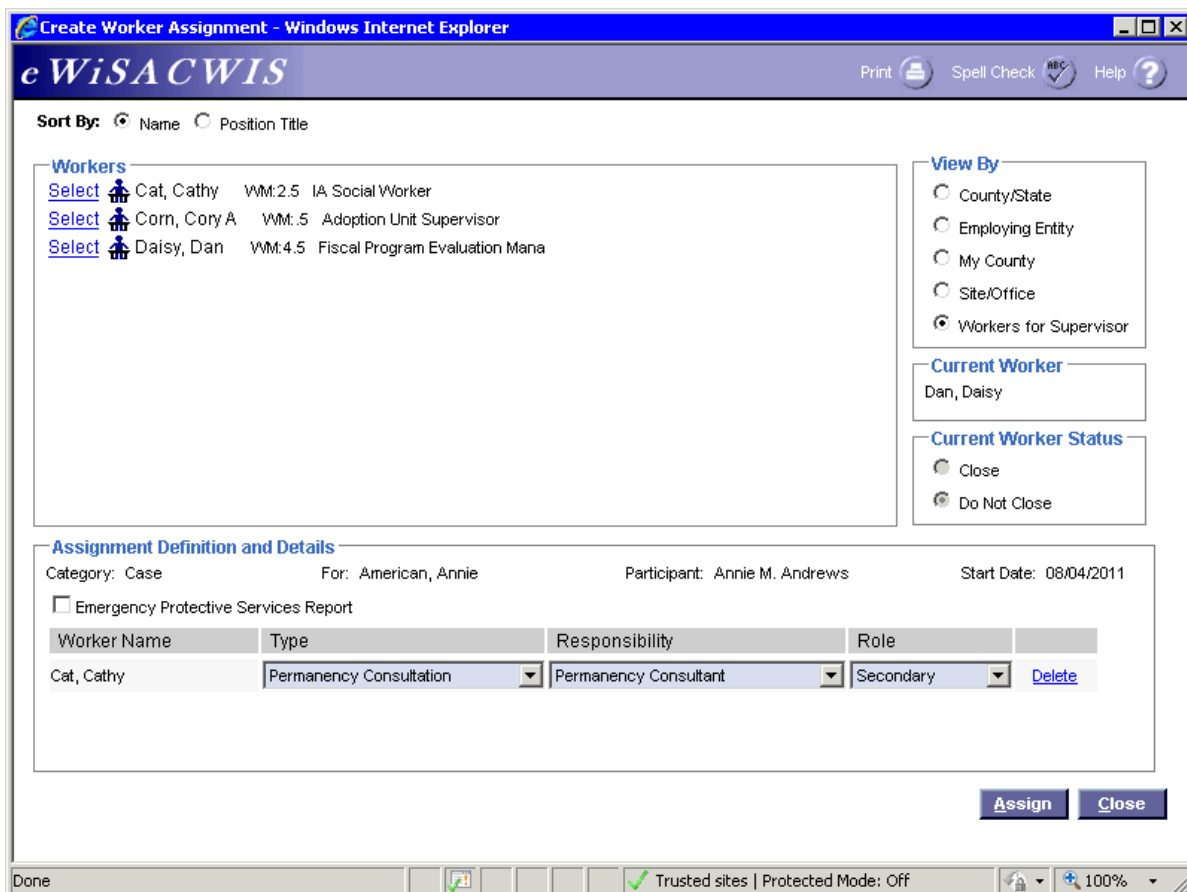 Create Worker Assignment - Windows Internet Explorer
e WiSACWIS
Print Spell Check ABC Help ?
Sort By: Name Position Title
Workers
Select Cat, Cathy WM:2.5 IA Social Worker
Select Corn, Cory A WM:.5 Adoption Unit Supervisor
Select Daisy, Dan WM:4.5 Fiscal Program Evaluation Mana
View By
County/State
Employing Entity
My County
Site/Office
Workers for Supervisor
Current Worker
Dan, Daisy
Current Worker Status
Close
Do Not Close
Assignment Definition and Details
Category: Case For: American, Annie Participant: Annie M. Andrews Start Date: 08/04/2011
Emergency Protective Services Report
Worker Name Type Responsibility Role
Cat, Cathy Permanency Consultation Permanency Consultant Secondary Delete
Assign Close
Done Trusted sites | Protected Mode: Off 100%